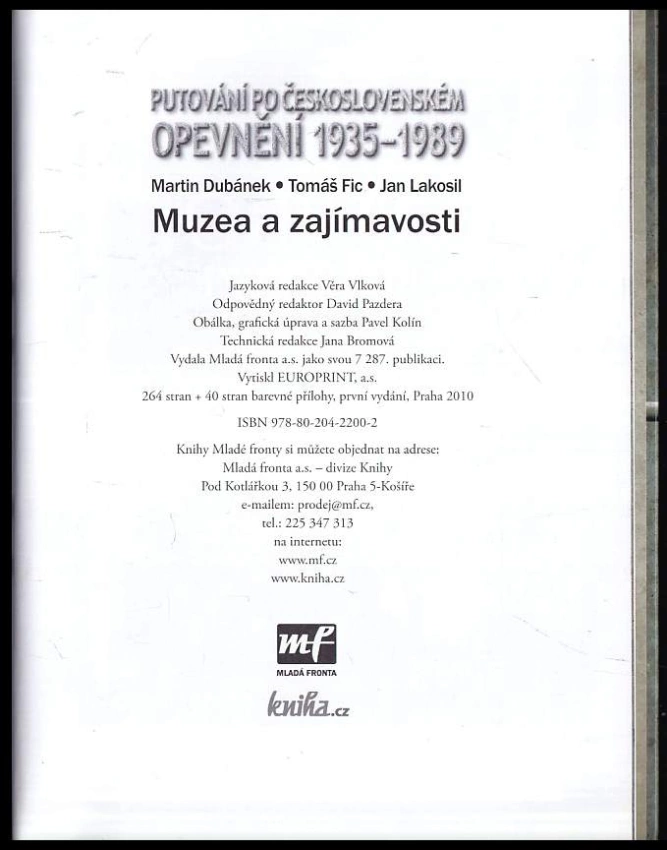 PUTOVÁNÍ PO ČESKOSLOVENSKÉM
OPEVNĚNÍ 1935–1989
Martin Dubánek • Tomáš Fic • Jan Lakosil
Muzea a zajímavosti
Jazyková redakce Věra Vlková
Odpovědný redaktor David Pazdera
Obálka, grafická úprava a sazba Pavel Kolín
Technická redakce Jana Bromová
Vydala Mladá fronta a.s. jako svou 7 287. publikaci.
Vytiskl EUROPRINT, a.s.
264 stran + 40 stran barevné přílohy, první vydání, Praha 2010
ISBN 978-80-204-2200-2
Knihy Mladé fronty si můžete objednat na adrese:
Mladá fronta a.s. – divize Knihy
Pod Kotlářkou 3, 150 00 Praha 5-Košíře
e-mailem: prodej@mf.cz,
tel.: 225 347 313
na internetu:
www.mf.cz
www.kniha.cz
mf
MLADÁ FRONTA
kniha.cz